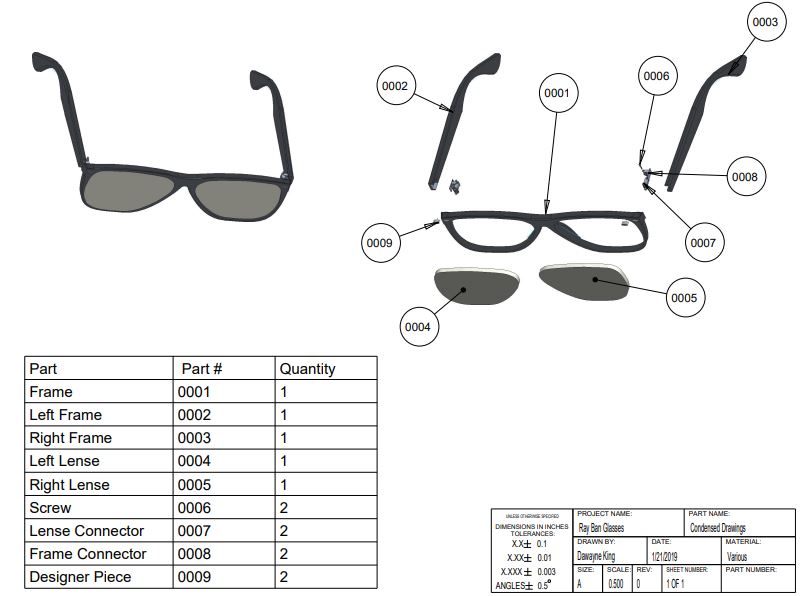 0003
0006
0002
0001
0008
0009
0007
0005
0004
Part Part # Quantity
Frame 0001 1
Left Frame 0002 1
Right Frame 0003 1
Left Lense 0004 1
Right Lense 0005 1
Screw 0006 2
Lense Connector 0007 2
Frame Connector 0008 2
Designer Piece 0009 2
UNLESS OTHERWISE SPECIFIED
DIMENSIONS IN INCHES
TOLERANCES:
X.X± 0.1
X.XX± 0.01
X.XXX± 0.003
ANGLES± 0.5°
PROJECT NAME: PART NAME:
Ray Ban Glasses Condensed Drawings
DRAWN BY: DATE: MATERIAL:
Dawayne King 1/21/2019 Various
SIZE: SCALE: REV: SHEET NUMBER: PART NUMBER:
A 0.500 0 1 OF 1